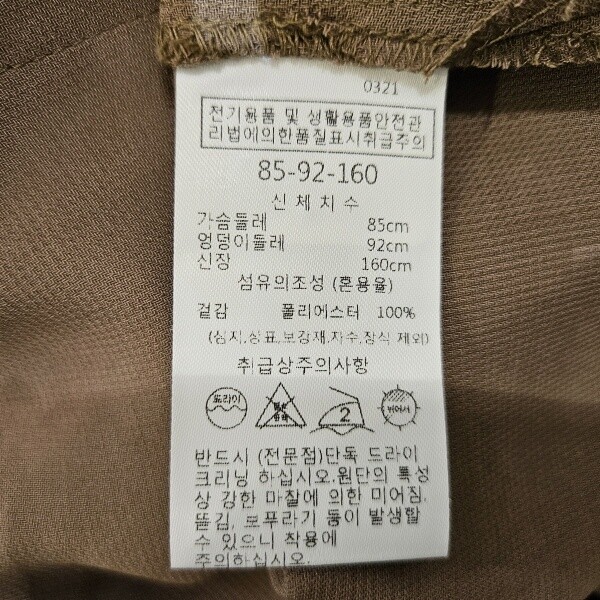 0321
전기용품 및 생활용품안전관
리법에의한품질표시취급주의
85-92-160
신 체 치 수
가슴둘레 85cm
엉덩이둘레 92cm
신장 160cm
섬유의조성 (혼용율)
겉감 폴리에스터 100%
(심지,상표,보강재,자수,장식 제외)
취급상주의사항
드라이
2
뉘어서
반드시 (전문점)단독 드라이
크리닝 하십시오.원단의 특성
상 강한 마찰에 의한 미어짐.
뜯김, 보푸라기 등이 발생할
수 있으니 착용에
주의하십시오.